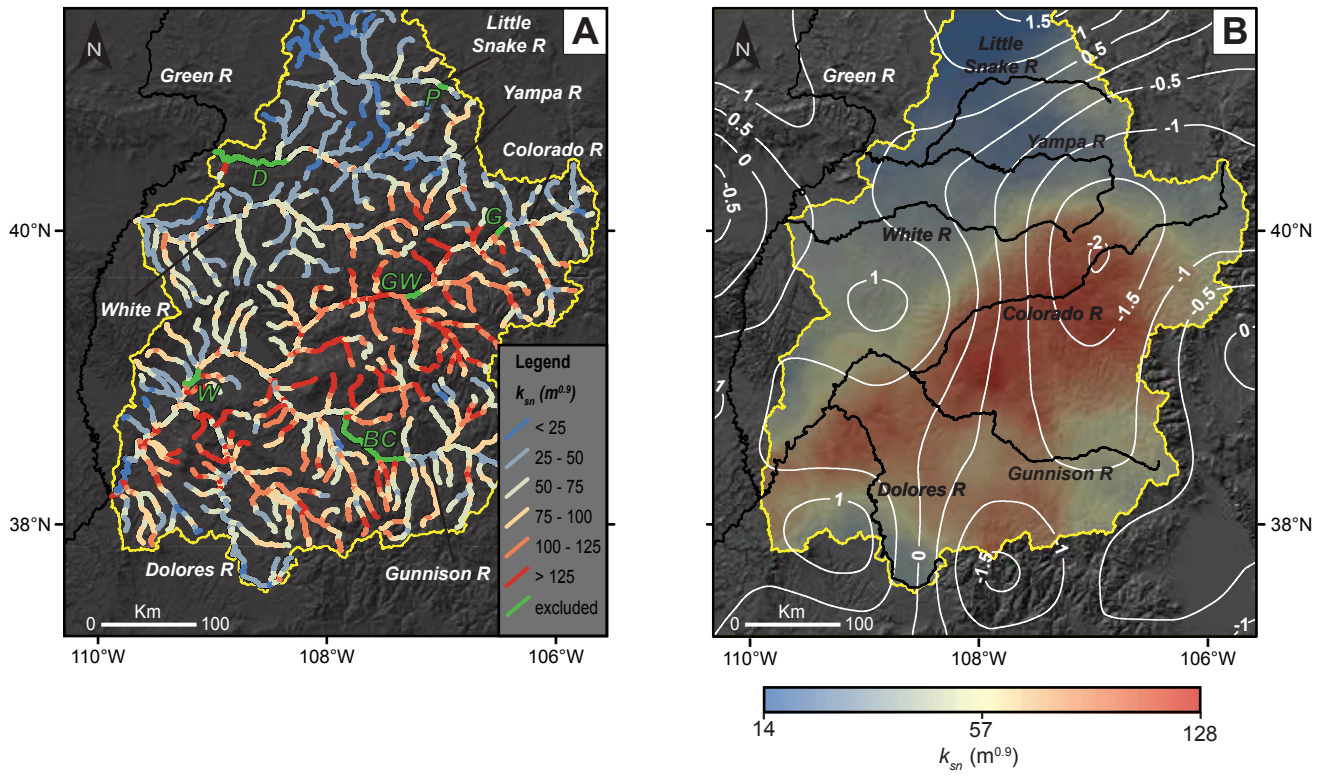 A
N
Little
Snake R
Green R
P
Yampa R
Colorado R
D
G
40°N
GW
White R
Legend
ksn (m0.9)
< 25
25 - 50
50 - 75
75 - 100
100 - 125
> 125
excluded
W
BC
38°N
Dolores R
Gunnison R
Km
0 100
110°W 108°W 106°W
B
N
1.5
1
0.5
Little
Snake R
Green R
-0.5
1
0.5
0
-0.5
-1
Yampa R
White R
40°N
-2
1
-1.5
-1
-0.5
0
Colorado R
1
Gunnison R
Dolores R
1
38°N
0
-1.5
1
-1
Km
0 100
110°W 108°W 106°W
14 57 128
ksn (m0.9)